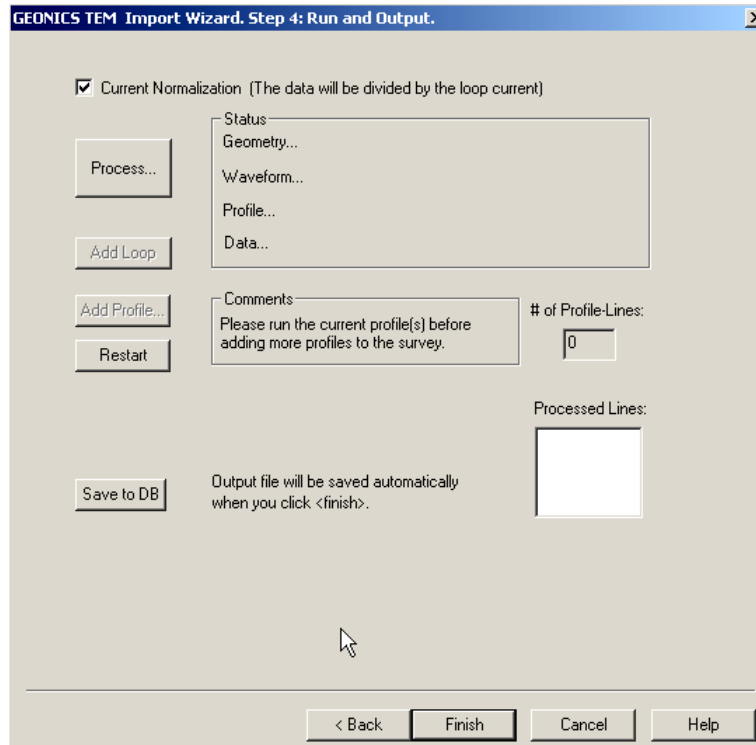 GEONICS TEM Import Wizard. Step 4: Run and Output.
Current Normalization (The data will be divided by the loop current)
Status
Process...
Geometry...
Waveform...
Profile...
Data...
Add Loop
Add Profile...
Restart
Comments
Please run the current profile(s) before
adding more profiles to the survey.
# of Profile-Lines:
0
Processed Lines:
Save to DB
Output file will be saved automatically
when you click <finish>.
< Back
Finish
Cancel
Help